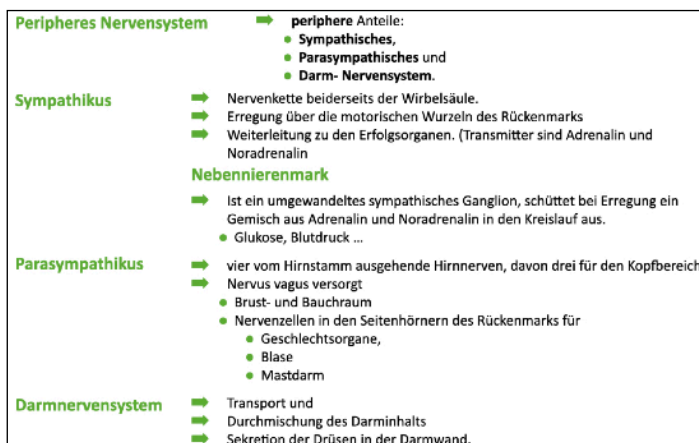 Peripheres Nervensystem ➡ periphere Anteile:
• Sympathisches,
• Parasympathisches und
• Darm- Nervensystem.
Sympathikus ➡ Nervenkette beiderseits der Wirbelsäule.
➡ Erregung über die motorischen Wurzeln des Rückenmarks
➡ Weiterleitung zu den Erfolgsorganen. (Transmitter sind Adrenalin und
Noradrenalin
Nebennierenmark
➡ Ist ein umgewandeltes sympathisches Ganglion, schüttet bei Erregung ein
Gemisch aus Adrenalin und Noradrenalin in den Kreislauf aus.
• Glukose, Blutdruck ...
Parasympathikus ➡ vier vom Hirnstamm ausgehende Hirnnerven, davon drei für den Kopfbereich
➡ Nervus vagus versorgt
• Brust- und Bauchraum
• Nervenzellen in den Seitenhörnern des Rückenmarks für
• Geschlechtsorgane,
• Blase
• Mastdarm
Darmnervensystem ➡ Transport und
➡ Durchmischung des Darminhalts
➡ Sekretion der Drüsen in der Darmwand.